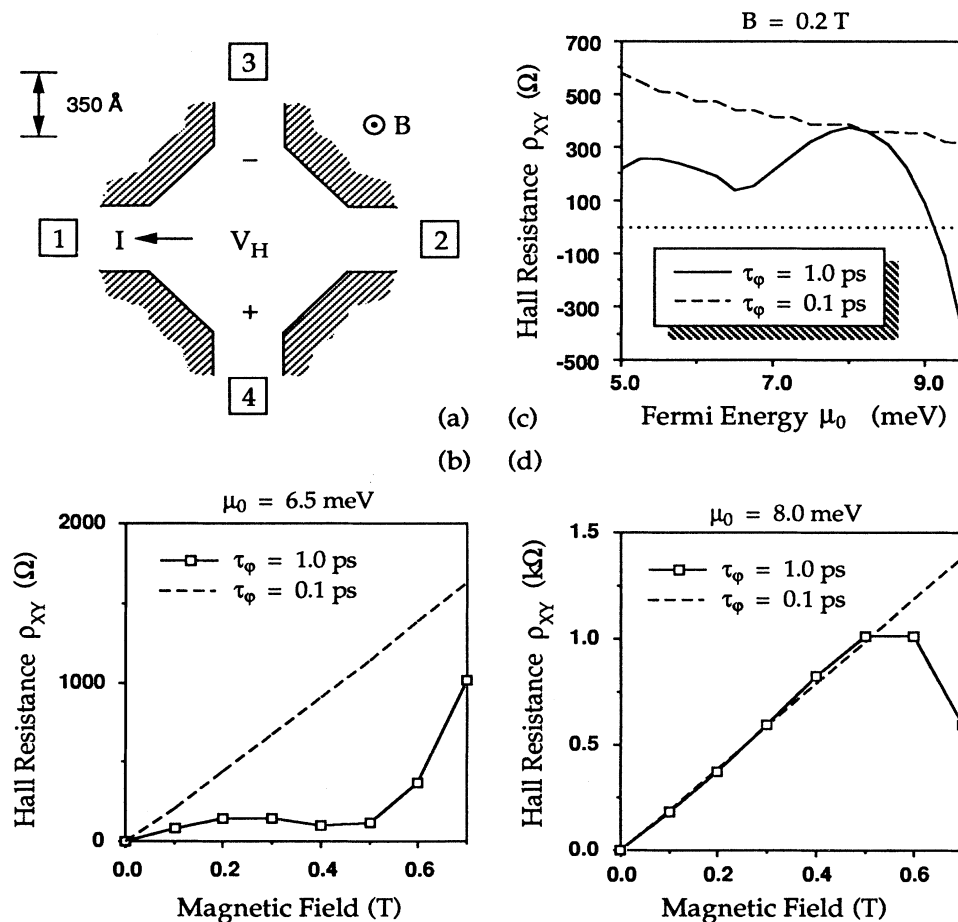 3
350 Å
B
−
1
I
V_H
2
+
4
(a)
B = 0.2 T
Hall Resistance ρ_XY (Ω)
700
500
300
100
-100
-300
-500
τ_φ = 1.0 ps
τ_φ = 0.1 ps
5.0 7.0 9.0
Fermi Energy μ_0 (meV)
(c)
(b)
μ_0 = 6.5 meV
Hall Resistance ρ_XY (Ω)
2000
1000
0
τ_φ = 1.0 ps
τ_φ = 0.1 ps
0.0 0.2 0.4 0.6
Magnetic Field (T)
(d)
μ_0 = 8.0 meV
Hall Resistance ρ_XY (kΩ)
1.5
1.0
0.5
0.0
τ_φ = 1.0 ps
τ_φ = 0.1 ps
0.0 0.2 0.4 0.6
Magnetic Field (T)